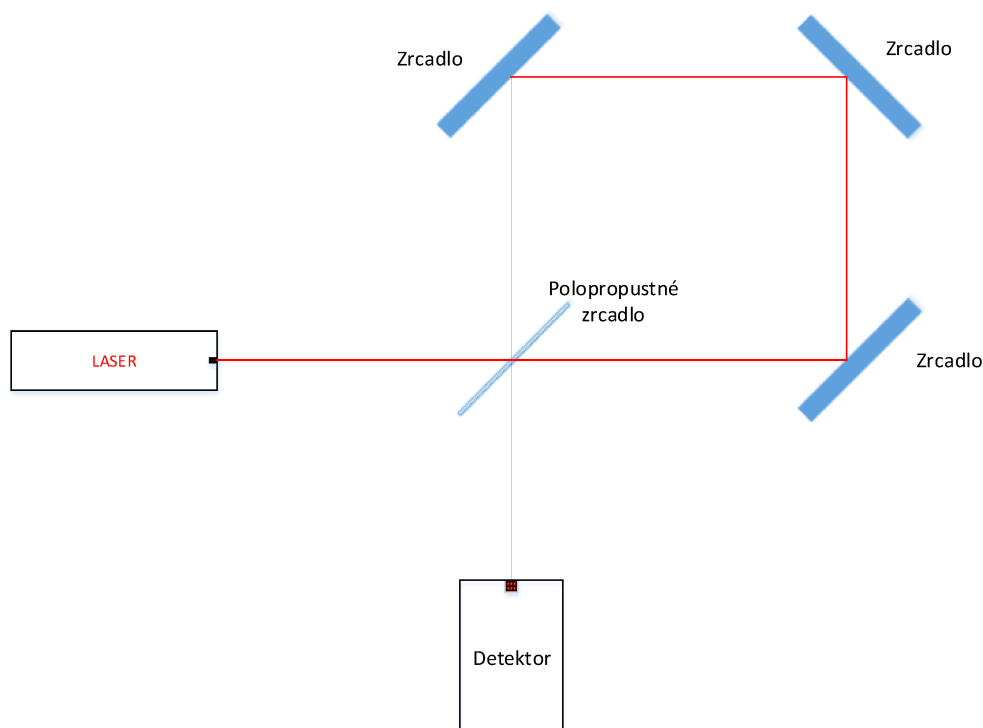 Zrcadlo
Zrcadlo
Polopropustné
zrcadlo
LASER
Zrcadlo
Detektor